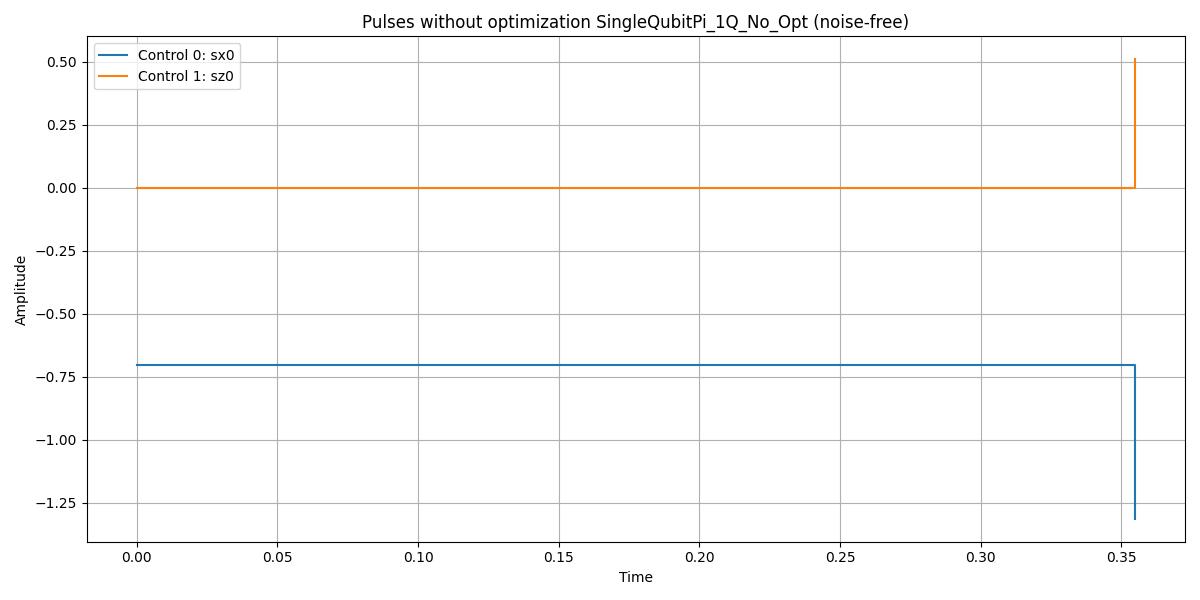 Pulses without optimization SingleQubitPi_1Q_No_Opt (noise-free)
Control 0: sx0
Control 1: sz0
0.50
0.25
0.00
−0.25
−0.50
−0.75
−1.00
−1.25
Amplitude
0.00 0.05 0.10 0.15 0.20 0.25 0.30 0.35
Time